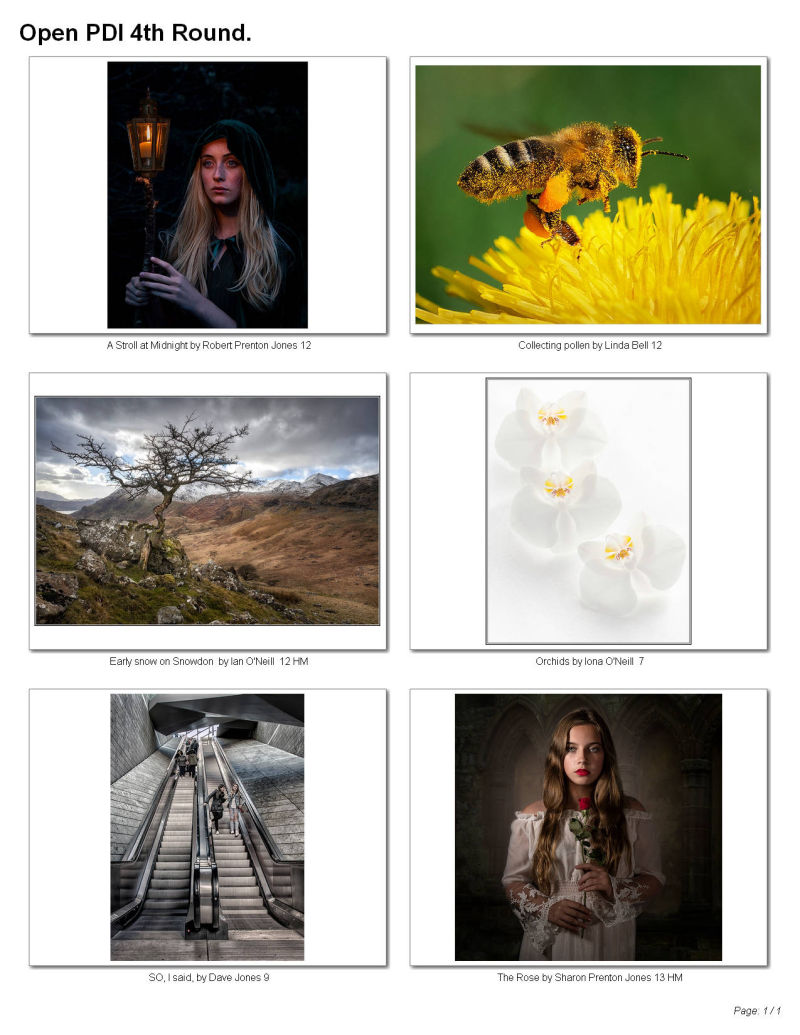 Open PDI 4th Round.
A Stroll at Midnight by Robert Prenton Jones 12
Collecting pollen by Linda Bell 12
Early snow on Snowdon by Ian O'Neill 12 HM
Orchids by Iona O'Neill 7
SO, I said, by Dave Jones 9
The Rose by Sharon Prenton Jones 13 HM
Page: 1 / 1